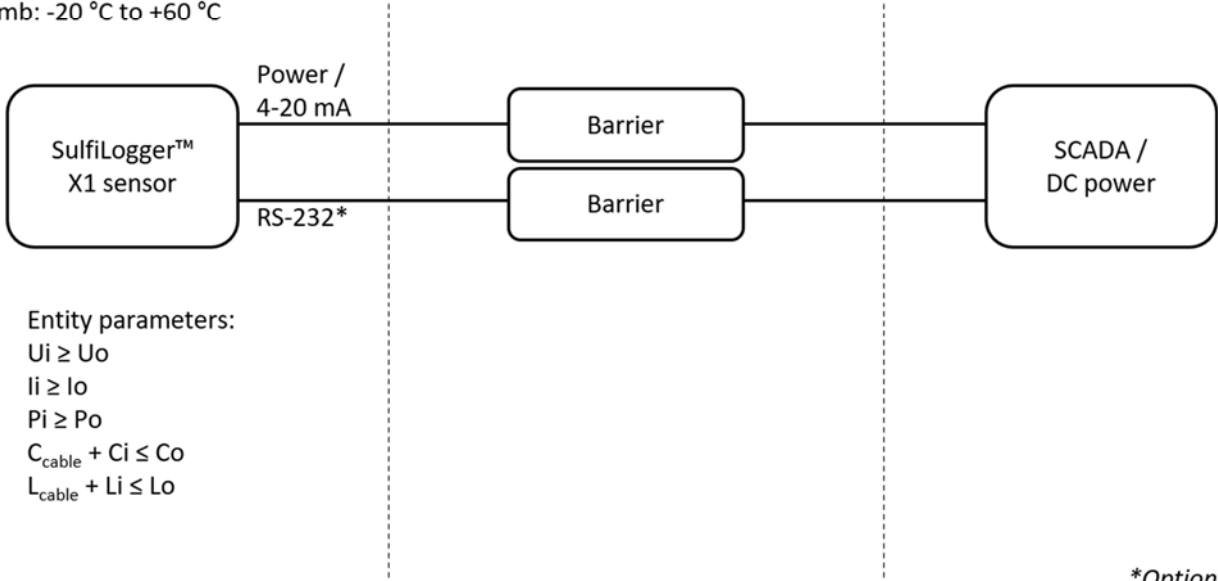 mb: -20 °C to +60 °C
Power /
4-20 mA
SulfiLogger™
X1 sensor
RS-232*
Barrier
Barrier
SCADA /
DC power
Entity parameters:
Ui ≥ Uo
Ii ≥ Io
Pi ≥ Po
Ccable + Ci ≤ Co
Lcable + Li ≤ Lo
*Option